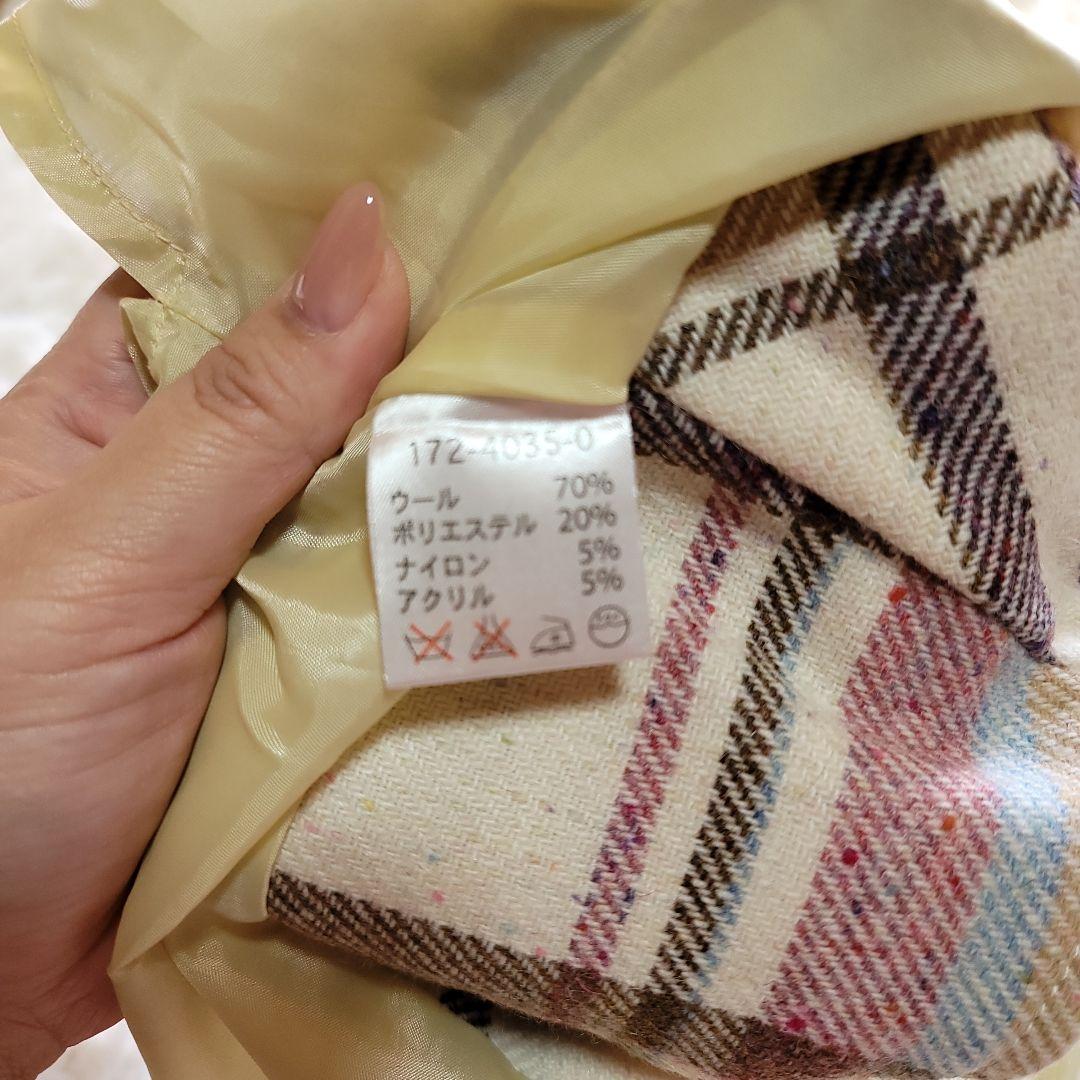 172-4035-0
ウール 70%
ポリエステル 20%
ナイロン 5%
アクリル 5%